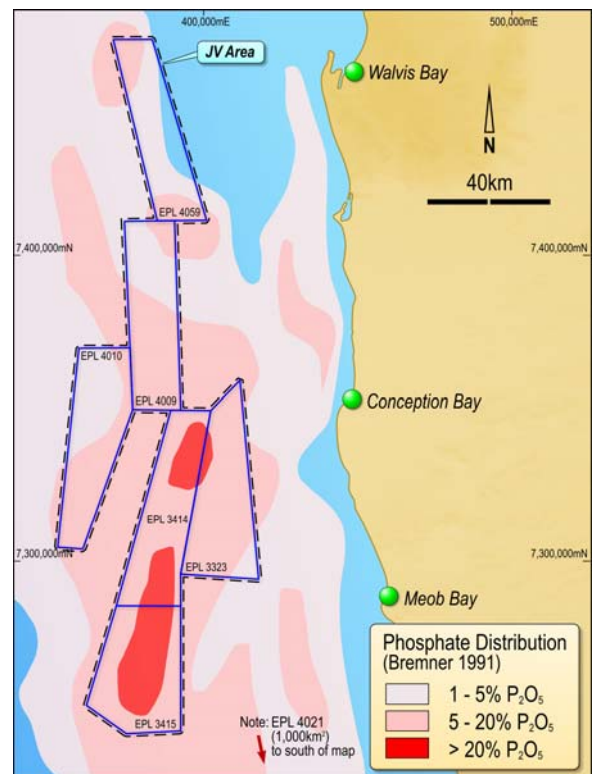 400,000mE
500,000mE
JV Area
Walvis Bay
N
40km
EPL 4059
7,400,000mN
7,400,000mN
EPL 4010
EPL 4009
Conception Bay
EPL 3414
7,300,000mN
7,300,000mN
EPL 3323
Meob Bay
EPL 3415
Note: EPL 4021
(1,000km²)
to south of map
Phosphate Distribution
(Bremner 1991)
1 - 5% P₂O₅
5 - 20% P₂O₅
> 20% P₂O₅